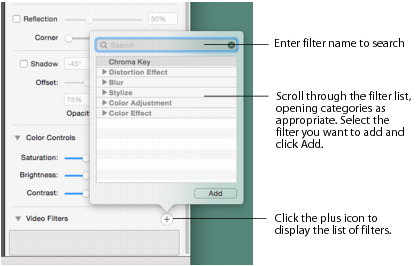 Reflection
30%
Corner
Shadow
-45°
Offset:
75%
Opacit
Color Controls
Saturation:
Brightness:
Contrast:
Video Filters
Search
Chroma Key
Distortion Effect
Blur
Stylize
Color Adjustment
Color Effect
Add
Enter filter name to search
Scroll through the filter list,
opening categories as
appropriate. Select the
filter you want to add and
click Add.
Click the plus icon to
display the list of filters.